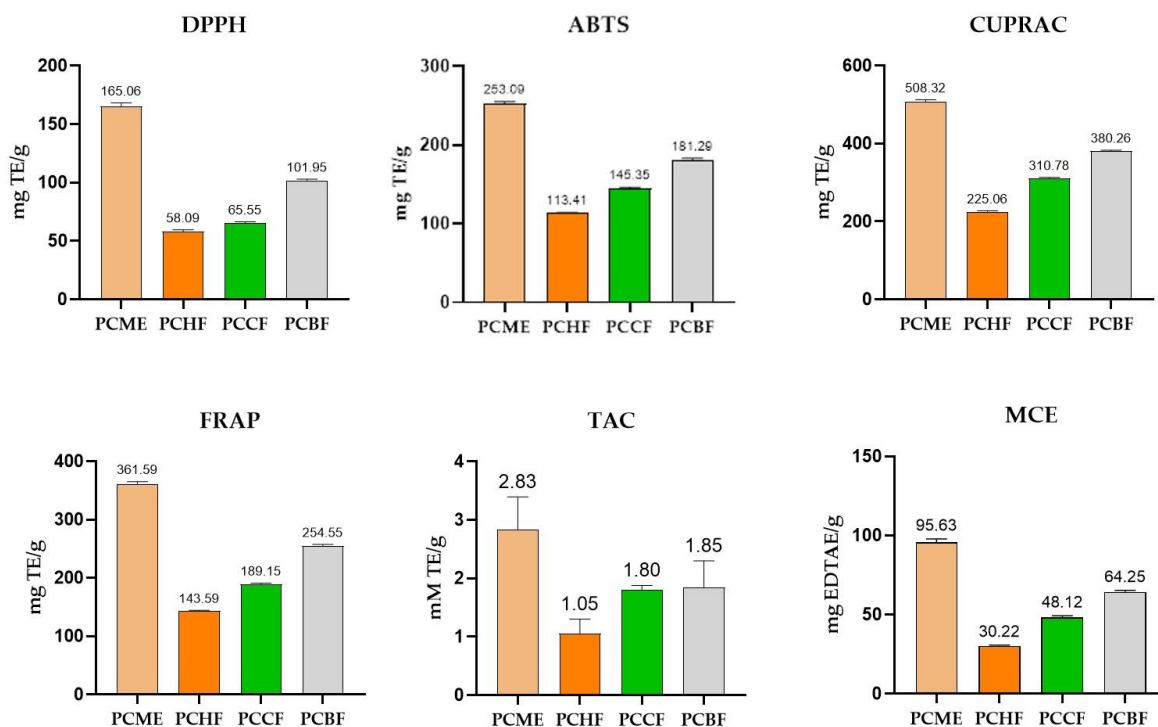 DPPH
mg TE/g
200
150
100
50
0
165.06
58.09
65.55
101.95
PCME PCHF PCCF PCBF
ABTS
mg TE/g
300
200
100
0
253.09
113.41
145.35
181.29
PCME PCHF PCCF PCBF
CUPRAC
mg TE/g
600
400
200
0
508.32
225.06
310.78
380.26
PCME PCHF PCCF PCBF
FRAP
mg TE/g
400
300
200
100
0
361.59
143.59
189.15
254.55
PCME PCHF PCCF PCBF
TAC
mM TE/g
4
3
2
1
0
2.83
1.05
1.80
1.85
PCME PCHF PCCF PCBF
MCE
mg EDTAE/g
150
100
50
0
95.63
30.22
48.12
64.25
PCME PCHF PCCF PCBF